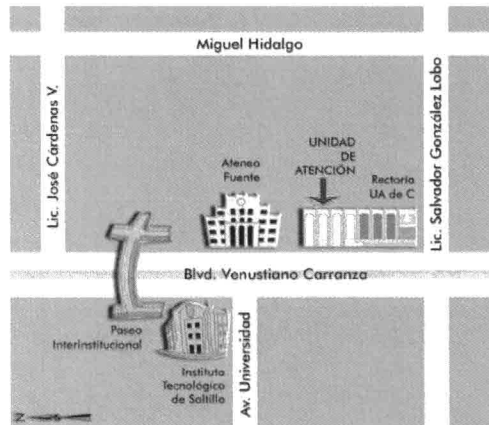 Miguel Hidalgo
Lic. José Cárdenas V.
Lic. Salvador González Lobo
UNIDAD
DE
ATENCIÓN
Ateneo
Fuente
Rectoría
UA de C
Blvd. Venustiano Carranza
Paseo
Interinstitucional
Instituto
Tecnológico
de Saltillo
Av. Universidad
Z